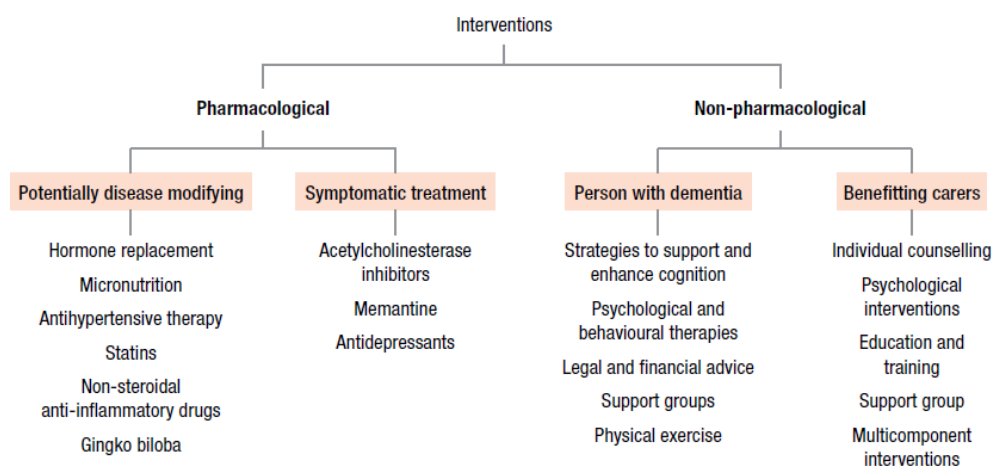 Interventions
Pharmacological
Non-pharmacological
Potentially disease modifying
Hormone replacement
Micronutrition
Antihypertensive therapy
Statins
Non-steroidal
anti-inflammatory drugs
Gingko biloba
Symptomatic treatment
Acetylcholinesterase
inhibitors
Memantine
Antidepressants
Person with dementia
Strategies to support and
enhance cognition
Psychological and
behavioural therapies
Legal and financial advice
Support groups
Physical exercise
Benefitting carers
Individual counselling
Psychological
interventions
Education and
training
Support group
Multicomponent
interventions